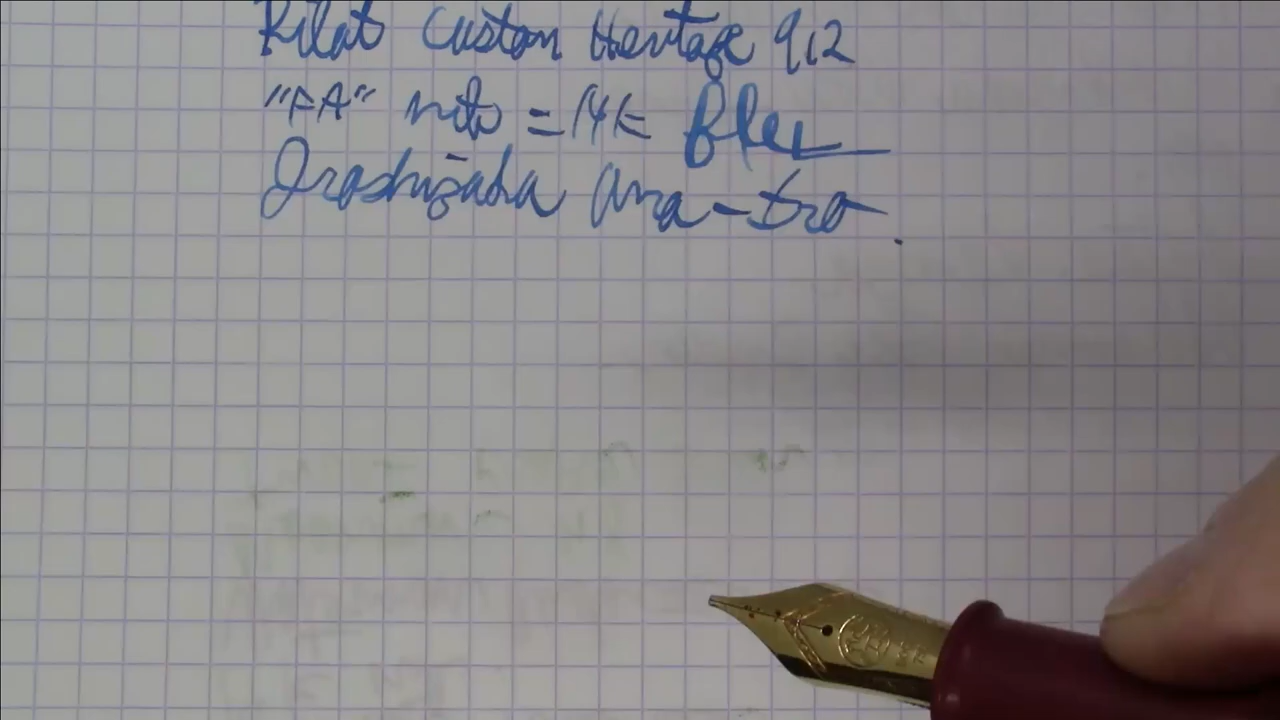 Pilot Custom Heritage 912
"FA" nib = 14K flex
Iroshizuku ama-iro.